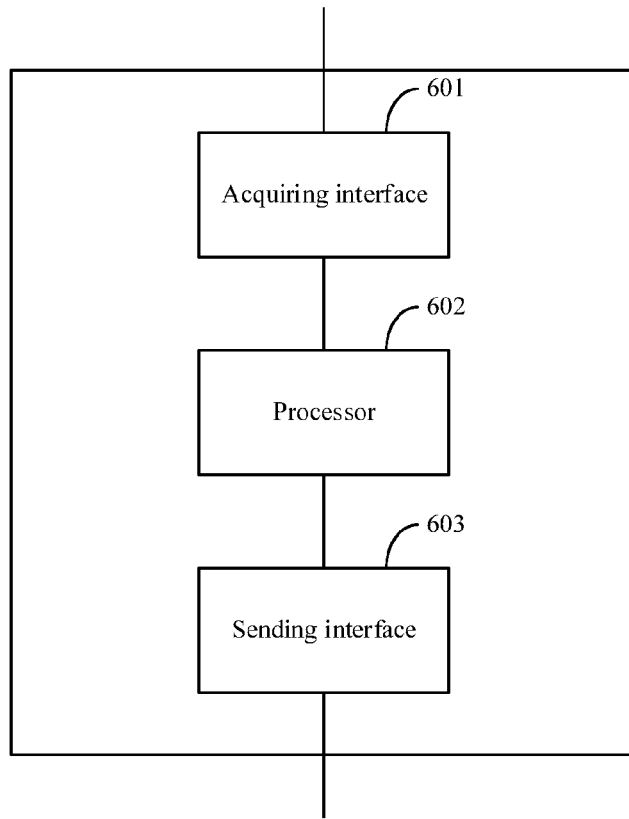 601
Acquiring interface
602
Processor
603
Sending interface